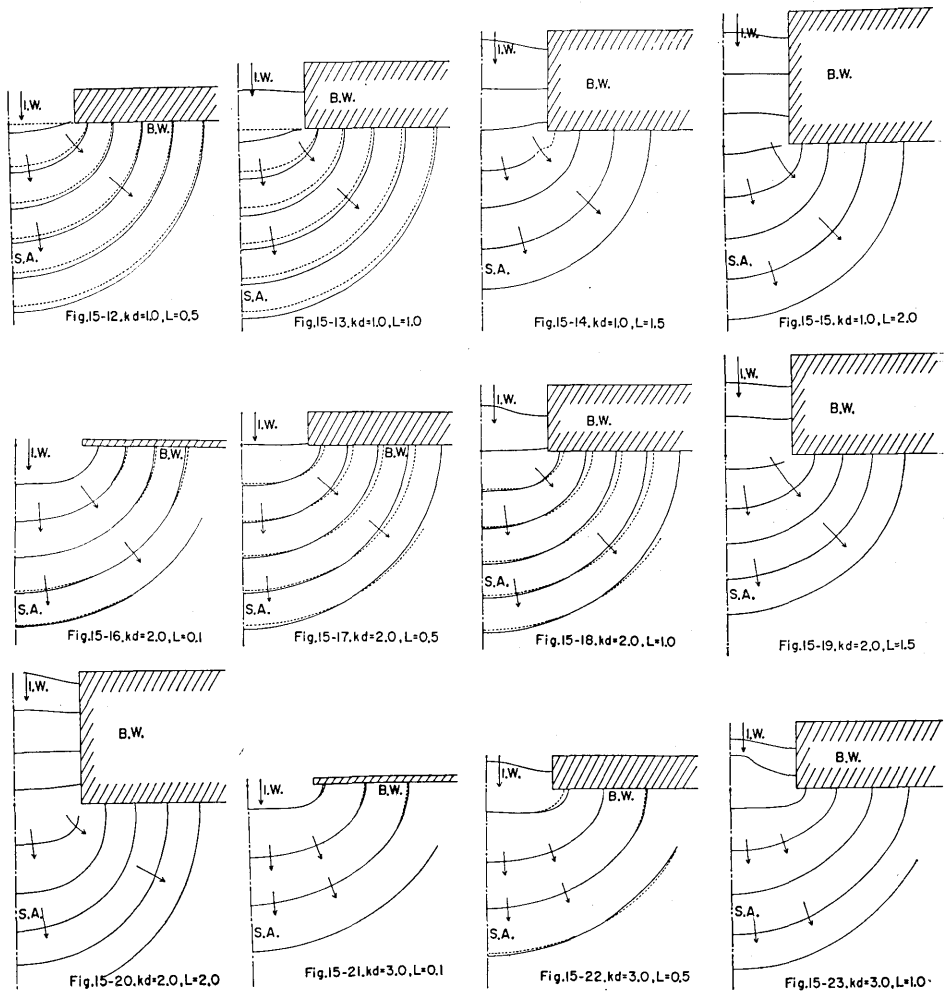 I.W.
B.W.
S.A.
Fig.15-12.kd=1.0,L=0.5
I.W.
B.W.
S.A.
Fig.15-13.kd=1.0,L=1.0
I.W.
B.W.
S.A.
Fig.15-14.kd=1.0,L=1.5
I.W.
B.W.
S.A.
Fig.15-15.kd=1.0,L=2.0
I.W.
B.W.
S.A.
Fig.15-16.kd=2.0,L=0.1
I.W.
B.W.
S.A.
Fig.15-17.kd=2.0,L=0.5
I.W.
B.W.
S.A.
Fig.15-18.kd=2.0,L=1.0
I.W.
B.W.
S.A.
Fig.15-19.kd=2.0,L=1.5
I.W.
B.W.
S.A.
Fig.15-20.kd=2.0,L=2.0
I.W.
B.W.
S.A.
Fig.15-21.kd=3.0,L=0.1
I.W.
B.W.
S.A.
Fig.15-22.kd=3.0,L=0.5
I.W.
B.W.
S.A.
Fig.15-23.kd=3.0,L=1.0